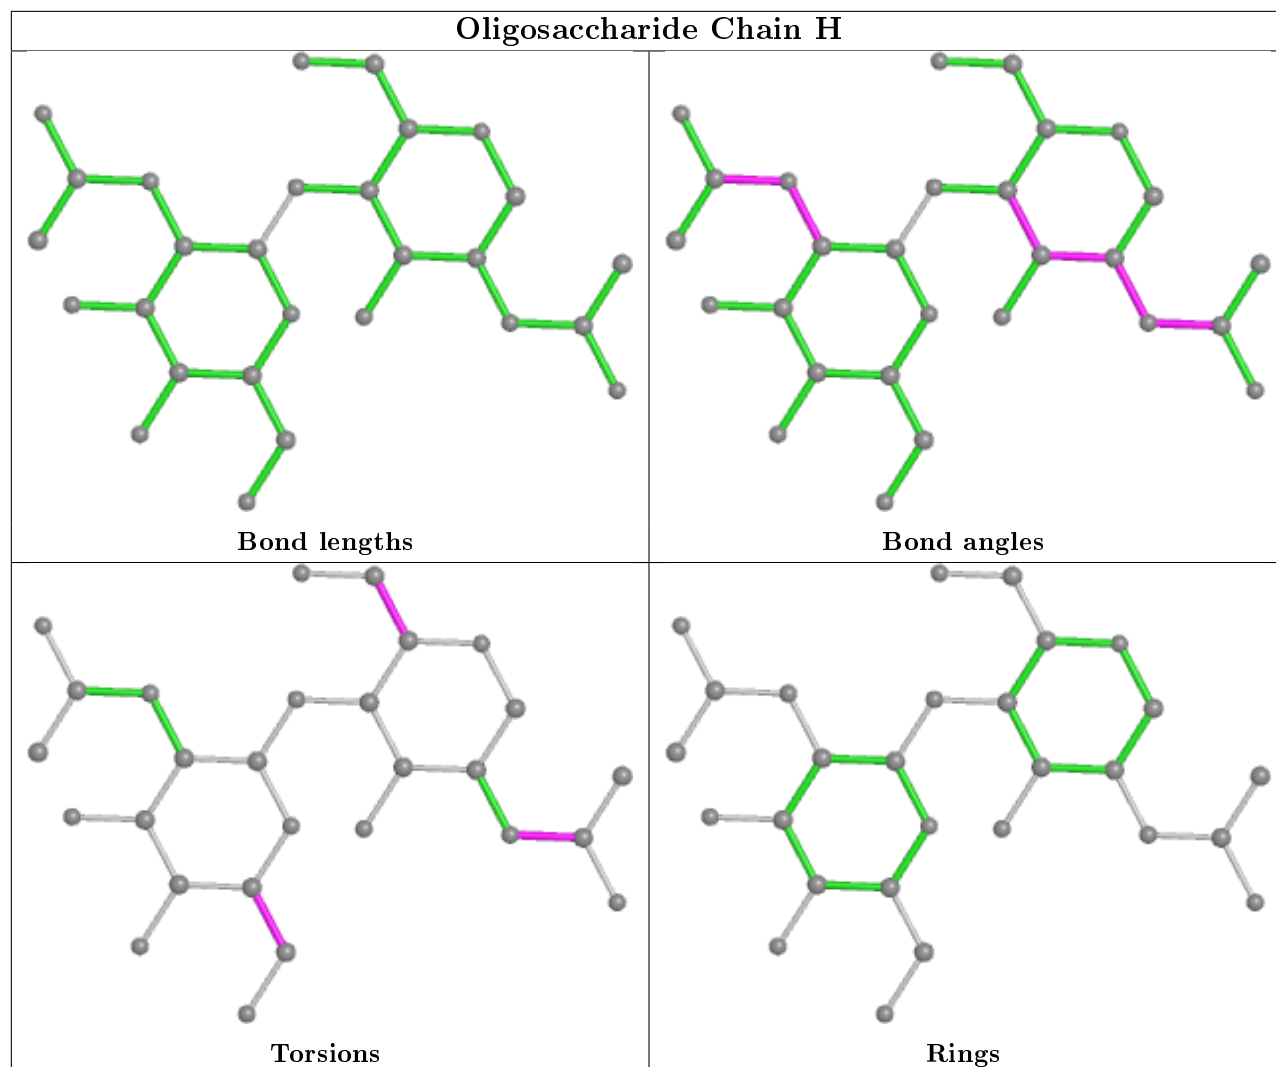 Oligosaccharide Chain H
Bond lengths
Bond angles
Torsions
Rings